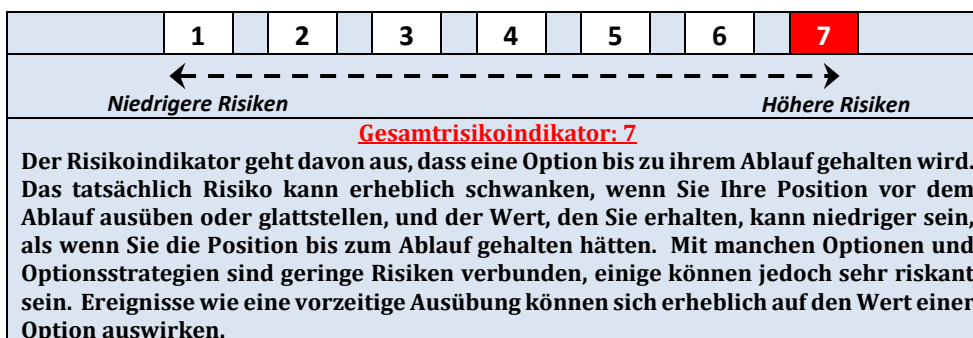 1 2 3 4 5 6 7
Niedrigere Risiken Höhere Risiken
Gesamtrisikoindikator: 7
Der Risikoindikator geht davon aus, dass eine Option bis zu ihrem Ablauf gehalten wird.
Das tatsächlich Risiko kann erheblich schwanken, wenn Sie Ihre Position vor dem
Ablauf ausüben oder glattstellen, und der Wert, den Sie erhalten, kann niedriger sein,
als wenn Sie die Position bis zum Ablauf gehalten hätten. Mit manchen Optionen und
Optionsstrategien sind geringe Risiken verbunden, einige können jedoch sehr riskant
sein. Ereignisse wie eine vorzeitige Ausübung können sich erheblich auf den Wert einer
Option auswirken.